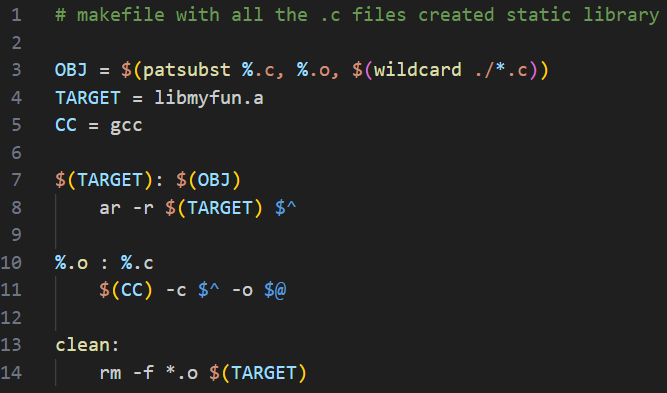 1 # makefile with all the .c files created static library
2
3 OBJ = $(patsubst %.c, %.o, $(wildcard ./*.c))
4 TARGET = libmyfun.a
5 CC = gcc
6
7 $(TARGET): $(OBJ)
8     ar -r $(TARGET) $^
9
10 %.o : %.c
11     $(CC) -c $^ -o $@
12
13 clean:
14     rm -f *.o $(TARGET)